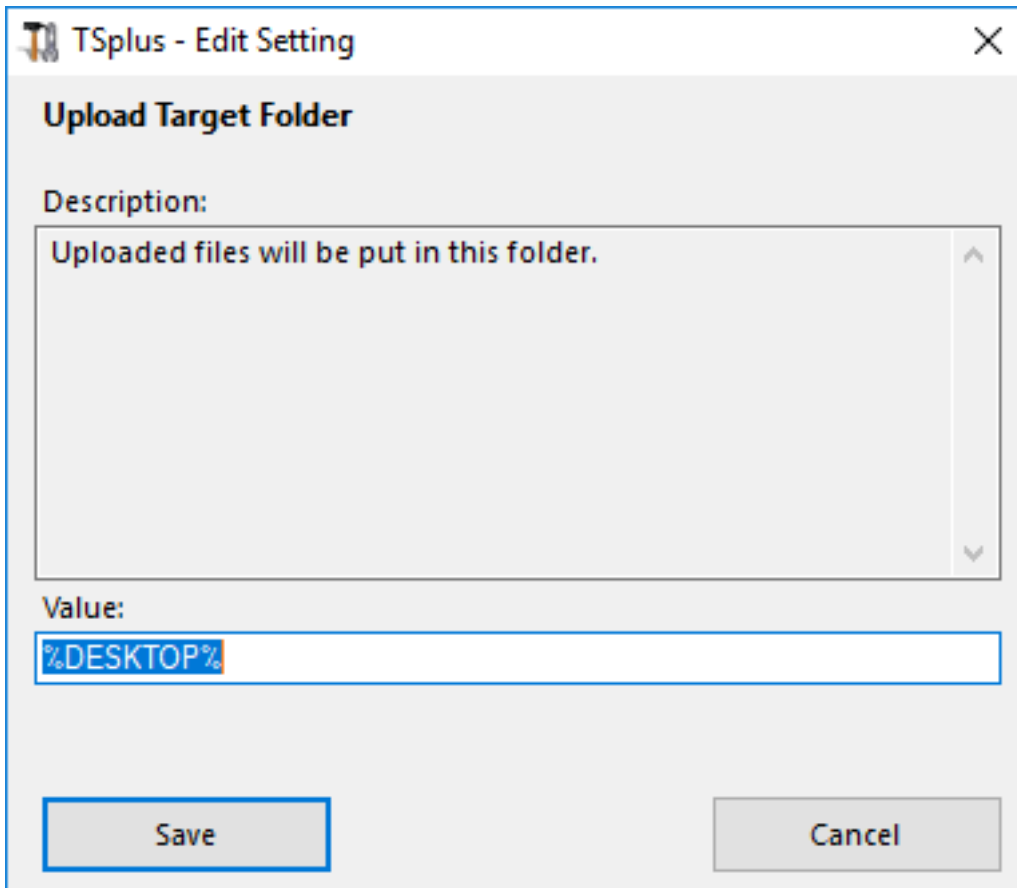 TSplus - Edit Setting
Upload Target Folder
Description:
Uploaded files will be put in this folder.
Value:
%DESKTOP%
Save
Cancel